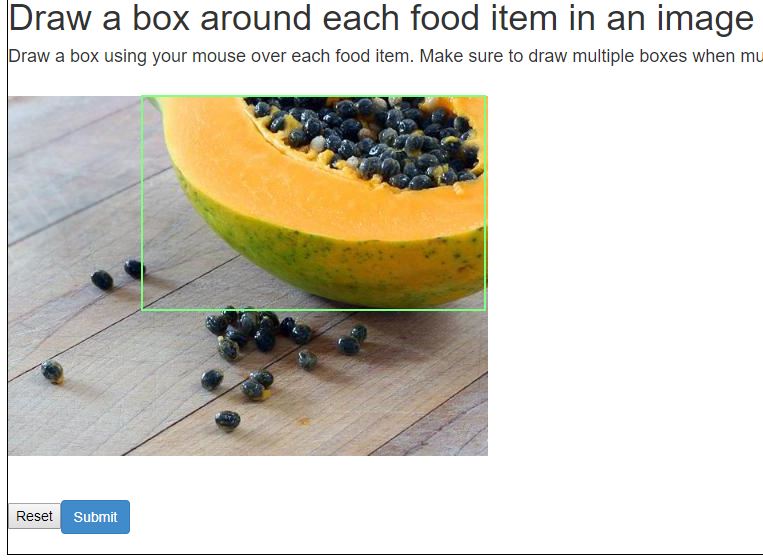 Draw a box around each food item in an image
Draw a box using your mouse over each food item. Make sure to draw multiple boxes when
Reset
Submit